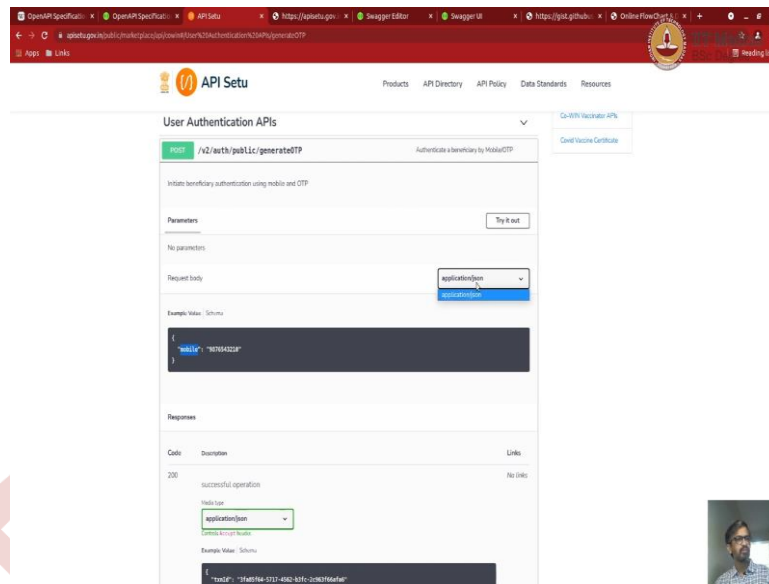 OpenAPI Specificatio x OpenAPI Specificatio x API Setu x https://apisetu.gov.i x Swagger Editor x Swagger UI x https://gist.githubus x Online FlowChart & x +
apisetu.gov.in/public/marketplace/api/cowin#/User%20Authentication%20APIs/generateOTP
Apps Links Reading li
API Setu Products API Directory API Policy Data Standards Resources
User Authentication APIs
Co-WIN Vaccinator APIs
POST /v2/auth/public/generateOTP Authenticate a beneficiary by Mobile/OTP
Covid Vaccine Certificate
Initiate beneficiary authentication using mobile and OTP
Parameters Try it out
No parameters
Request body application/json
application/json
Example Value Schema
{
"mobile": "9876543210"
}
Responses
Code Description Links
200 No links
successful operation
Media type
application/json
Controls Accept header.
Example Value Schema
{
"txnId": "3fa85f64-5717-4562-b3fc-2c963f66afa6"